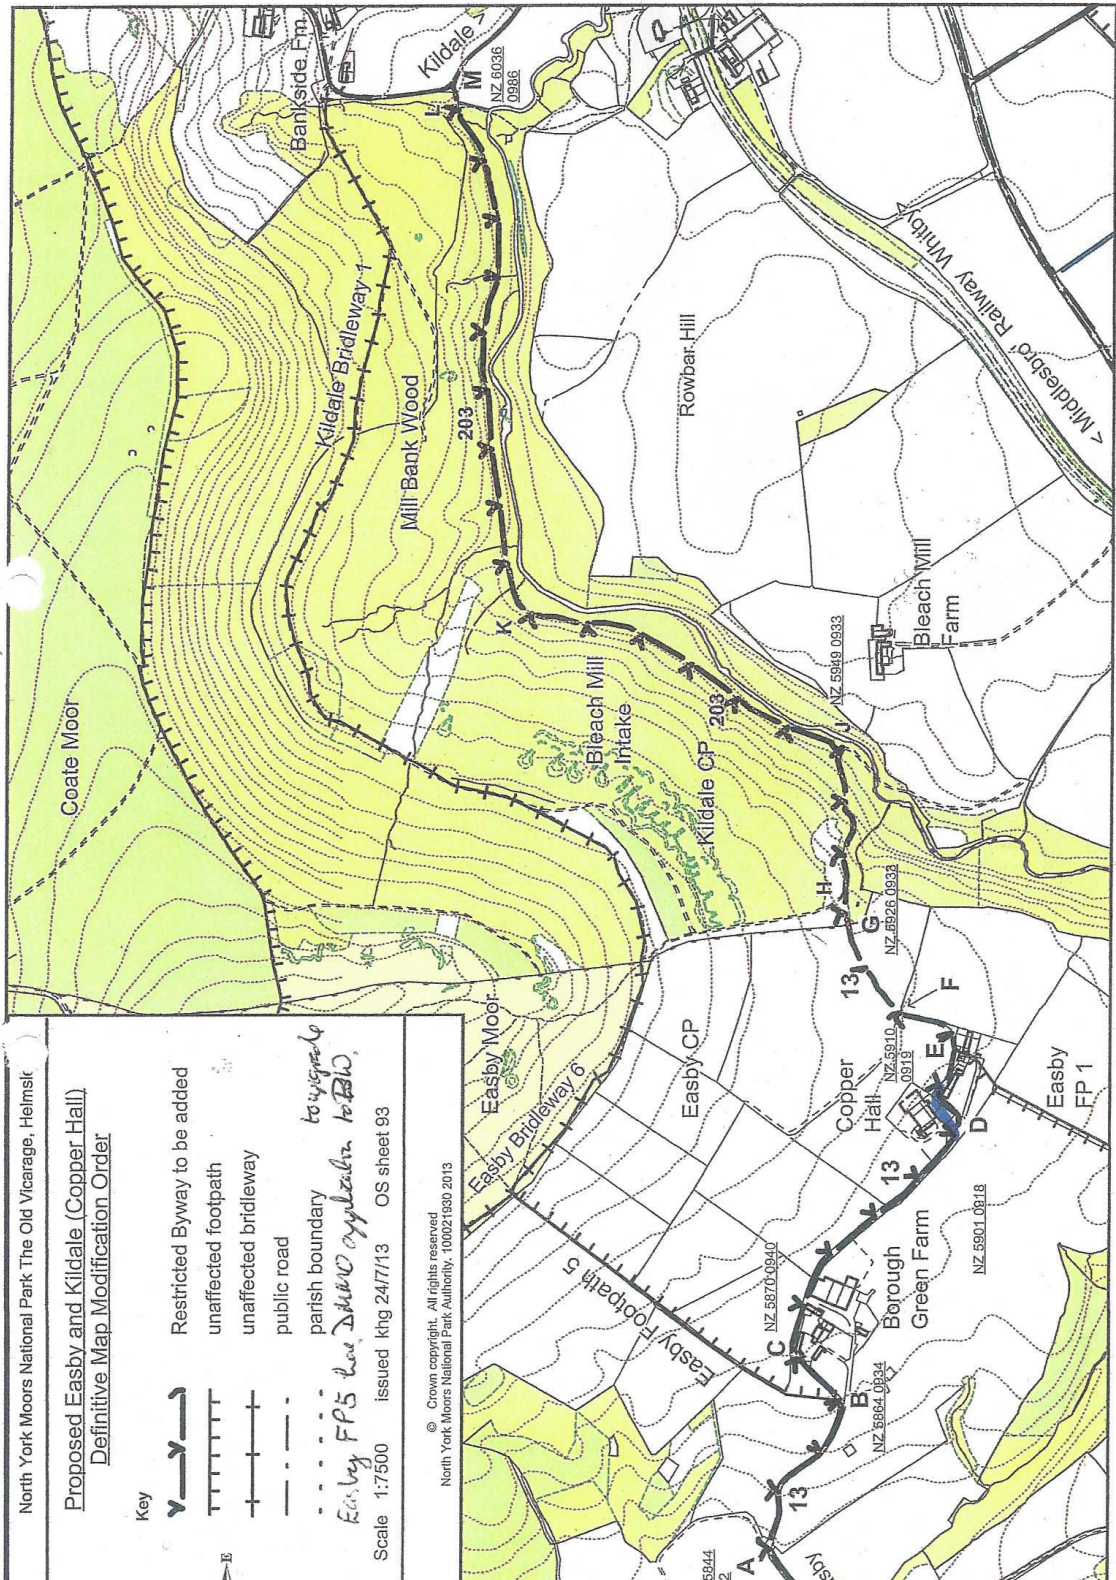 North York Moors National Park The Old Vicarage, Helmsle
Proposed Easby and Kildale (Copper Hall)
Definitive Map Modification Order
Key
Restricted Byway to be added
unaffected footpath
unaffected bridleway
public road
parish boundary
to upgrade
Easby FP5 has DMMO application to BW.
Scale 1:7500 issued khg 24/7/13 OS sheet 93
© Crown copyright. All rights reserved
North York Moors National Park Authority, 100021930 2013
E
Coate Moor
Bankside Fm
Kildale >
L
M
NZ 6036
0986
Kildale Bridleway 1
Mill Bank Wood
203
K
Rowbar Hill
< Middlesbro' Railway Whitby >
Bleach Mill
Intake
203
Kildale CP
J
NZ 5949 0933
Bleach Mill
Farm
H
G
NZ 5926 0933
13
F
NZ 5910
0919
E
Easby Moor
Easby Bridleway 6
Easby CP
Copper
Hall
D
Easby
FP 1
13
NZ 5901 0918
Easby Footpath 5
NZ 5870 0940
C
Borough
Green Farm
B
NZ 5864 0934
13
A
5844
2
sby